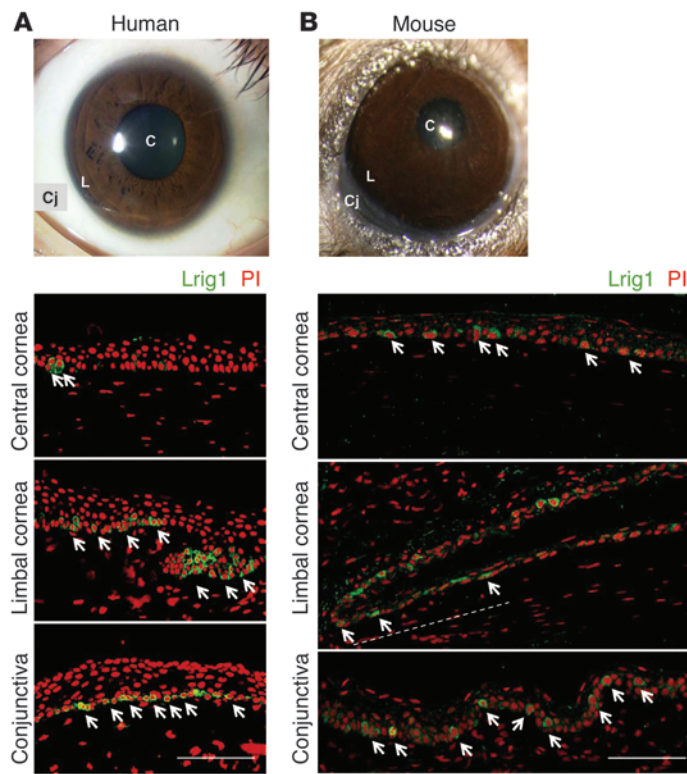 A Human
C
L
Cj
Lrig1 PI
Central cornea
Limbal cornea
Conjunctiva
B Mouse
C
L
Cj
Lrig1 PI
Central cornea
Limbal cornea
Conjunctiva